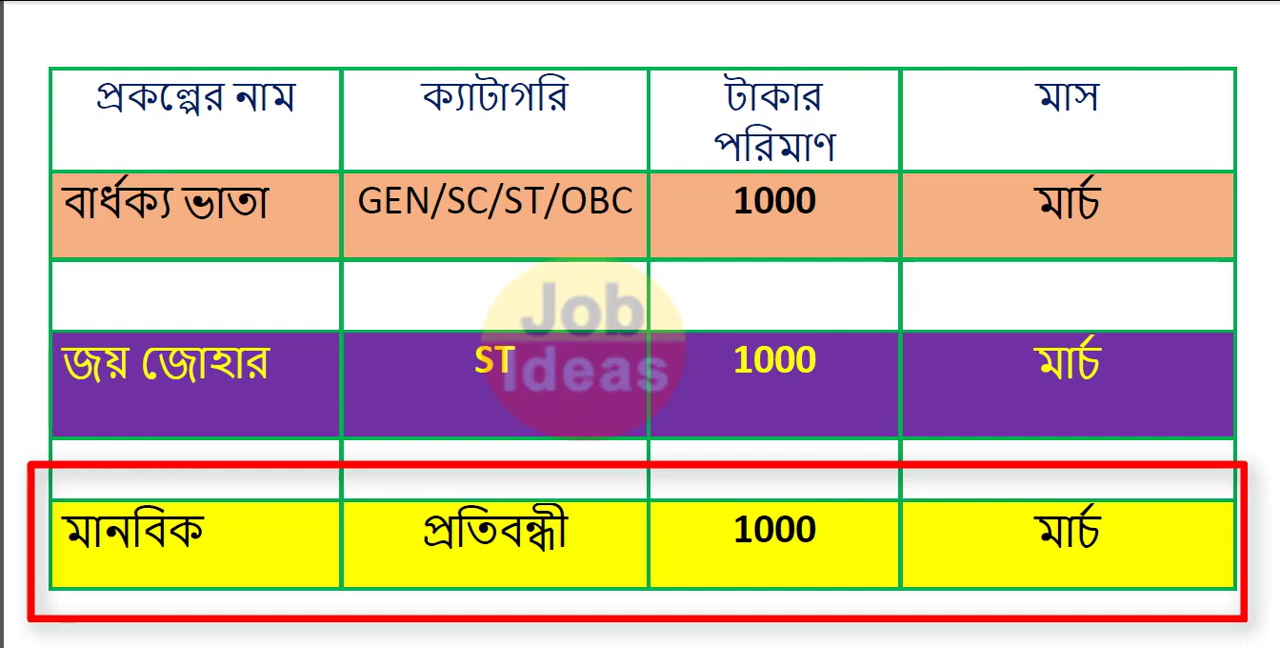 প্রকল্পের নাম ক্যাটাগরি টাকার পরিমাণ মাস
বার্ধক্য ভাতা GEN/SC/ST/OBC 1000 মার্চ
Job
Ideas
জয় জোহার ST 1000 মার্চ
মানবিক প্রতিবন্ধী 1000 মার্চ